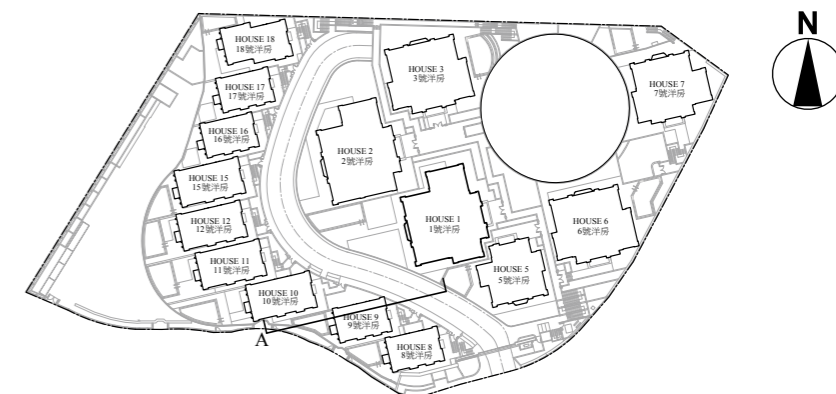 N
HOUSE 18
18號洋房
HOUSE 17
17號洋房
HOUSE 16
16號洋房
HOUSE 15
15號洋房
HOUSE 12
12號洋房
HOUSE 11
11號洋房
HOUSE 10
10號洋房
HOUSE 9
9號洋房
HOUSE 8
8號洋房
HOUSE 3
3號洋房
HOUSE 2
2號洋房
HOUSE 1
1號洋房
HOUSE 5
5號洋房
HOUSE 6
6號洋房
HOUSE 7
7號洋房
A